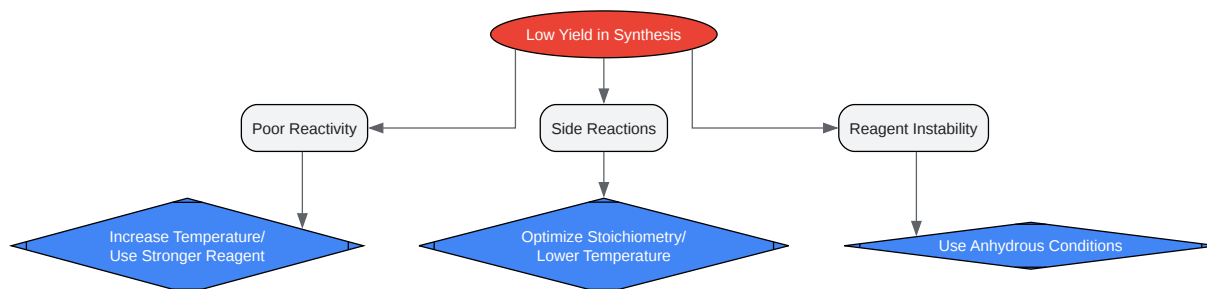 Low Yield in Synthesis
Poor Reactivity
Side Reactions
Reagent Instability
Increase Temperature/
Use Stronger Reagent
Optimize Stoichiometry/
Lower Temperature
Use Anhydrous Conditions